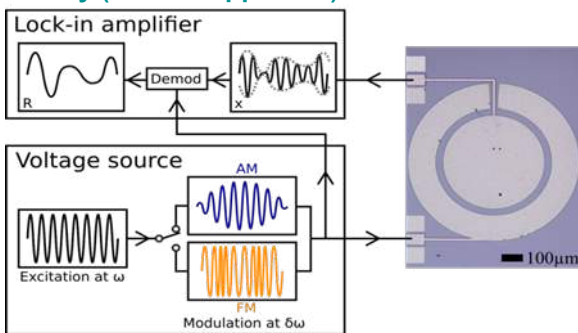 Lock-in amplifier
R
Demod
x
Voltage source
AM
Excitation at ω
FM
Modulation at δω
100µm